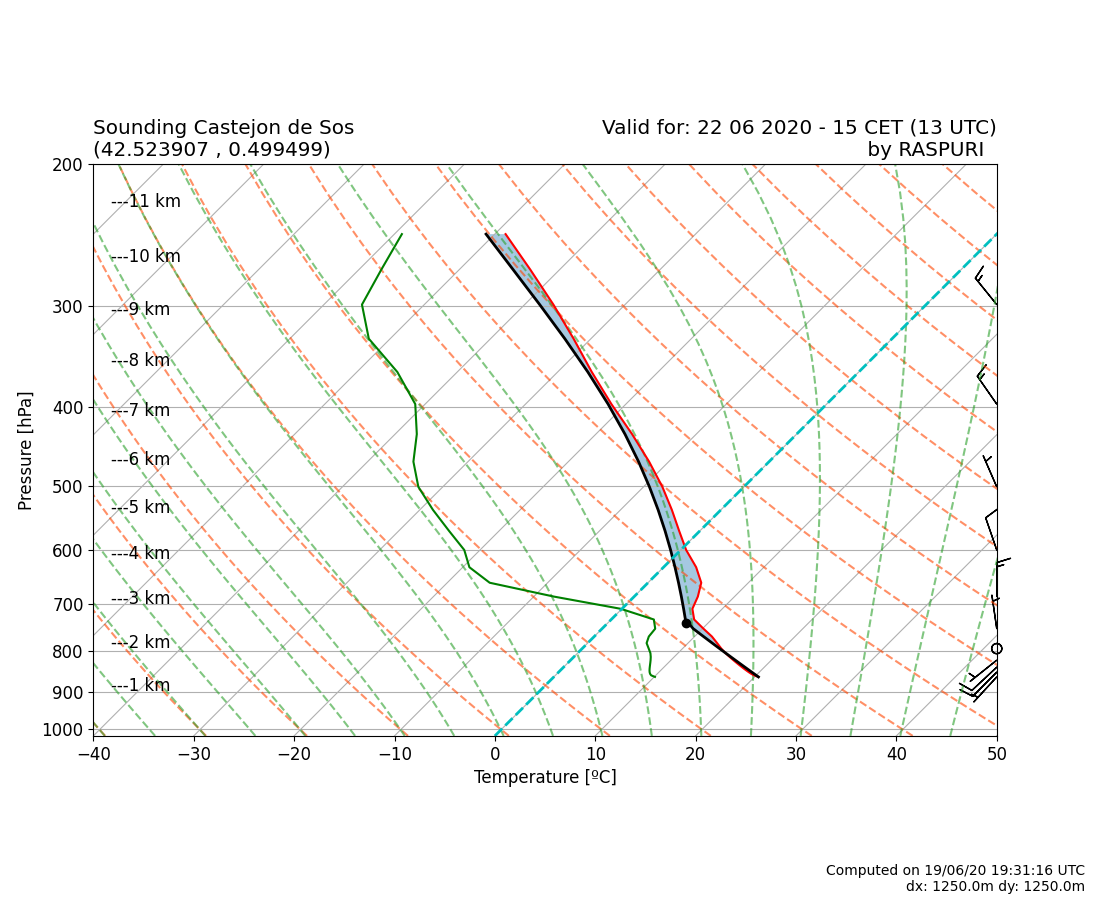 Sounding Castejon de Sos
(42.523907 , 0.499499)
Valid for: 22 06 2020 - 15 CET (13 UTC)
by RASPURI
200
300
400
500
600
700
800
900
1000
Pressure [hPa]
---11 km
---10 km
---9 km
---8 km
---7 km
---6 km
---5 km
---4 km
---3 km
---2 km
---1 km
−40 −30 −20 −10 0 10 20 30 40 50
Temperature [ºC]
Computed on 19/06/20 19:31:16 UTC
dx: 1250.0m dy: 1250.0m